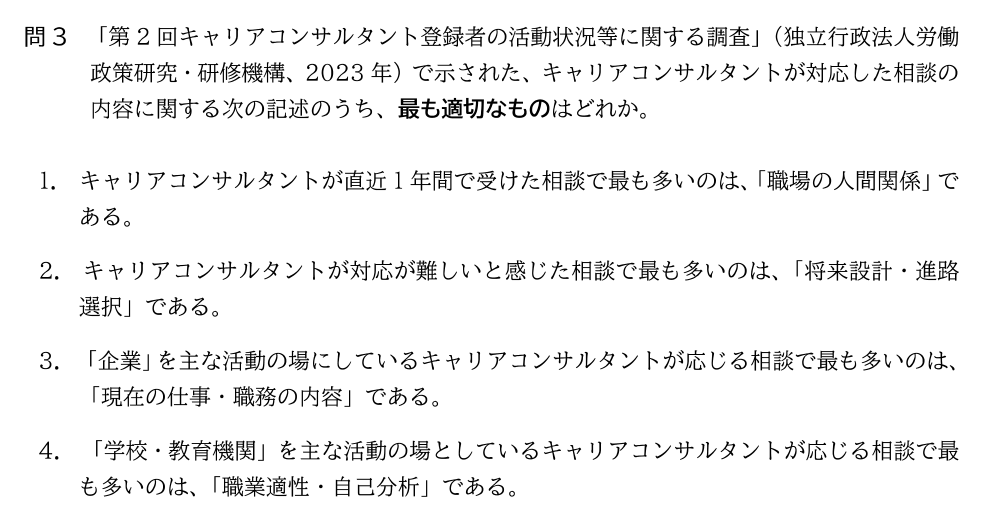 問３ 「第２回キャリアコンサルタント登録者の活動状況等に関する調査」（独立行政法人労働
政策研究・研修機構、2023 年）で示された、キャリアコンサルタントが対応した相談の
内容に関する次の記述のうち、最も適切なものはどれか。
1. キャリアコンサルタントが直近１年間で受けた相談で最も多いのは、「職場の人間関係」で
ある。
2. キャリアコンサルタントが対応が難しいと感じた相談で最も多いのは、「将来設計・進路
選択」である。
3. 「企業」を主な活動の場にしているキャリアコンサルタントが応じる相談で最も多いのは、
「現在の仕事・職務の内容」である。
4. 「学校・教育機関」を主な活動の場としているキャリアコンサルタントが応じる相談で最
も多いのは、「職業適性・自己分析」である。